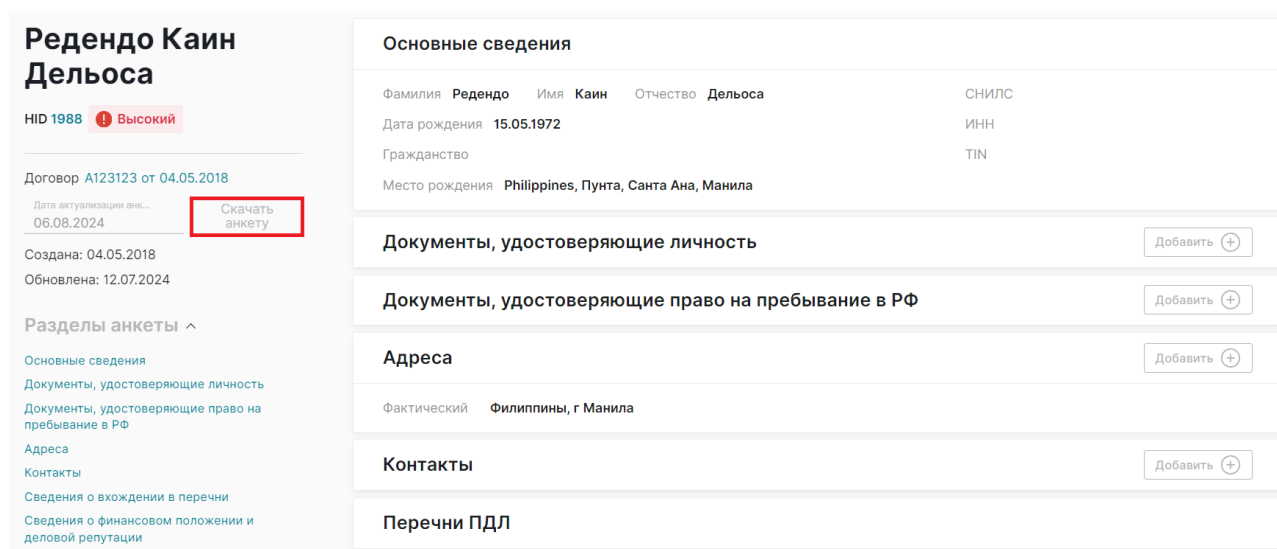 Редендо Каин
Дельоса
HID 1988 Высокий
Договор А123123 от 04.05.2018
Дата актуализации анк...
06.08.2024
Скачать
анкету
Создана: 04.05.2018
Обновлена: 12.07.2024
Разделы анкеты
Основные сведения
Документы, удостоверяющие личность
Документы, удостоверяющие право на
пребывание в РФ
Адреса
Контакты
Сведения о вхождении в перечни
Сведения о финансовом положении и
деловой репутации
Основные сведения
Фамилия Редендо Имя Каин Отчество Дельоса СНИЛС
Дата рождения 15.05.1972 ИНН
Гражданство TIN
Место рождения Philippines, Пунта, Санта Ана, Манила
Документы, удостоверяющие личность Добавить
Документы, удостоверяющие право на пребывание в РФ Добавить
Адреса Добавить
Фактический Филиппины, г Манила
Контакты Добавить
Перечни ПДЛ